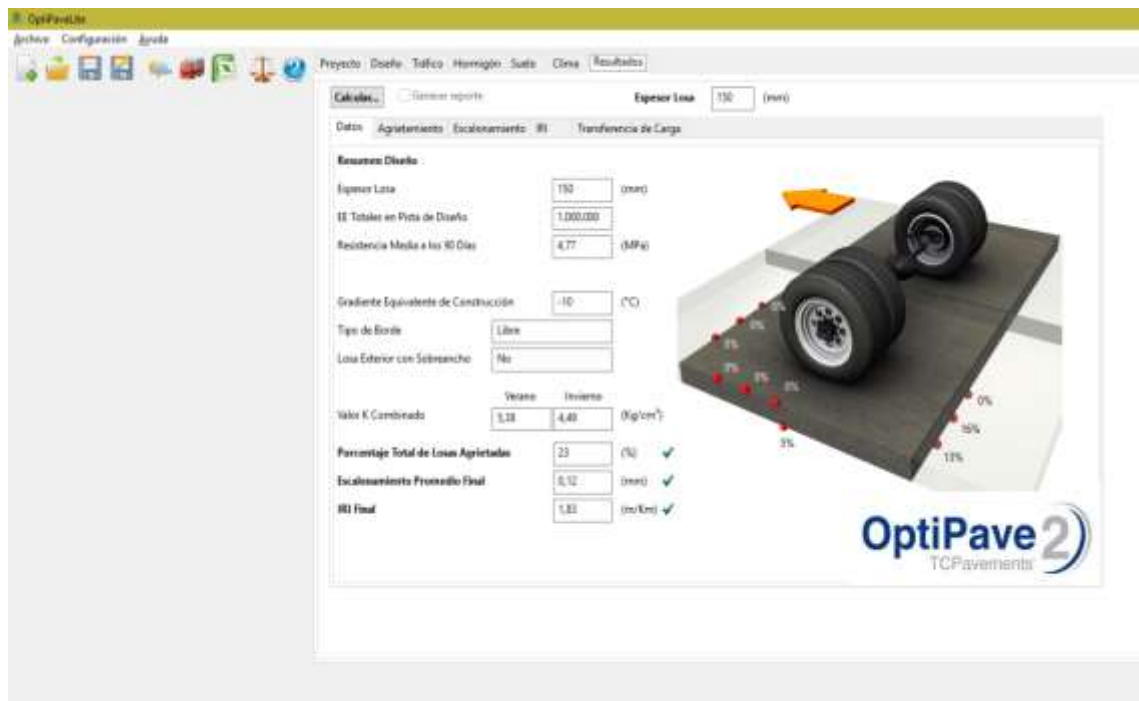 OptiPaveLite
Archivo Configuración Ayuda
Proyecto Diseño Tráfico Hormigón Suelo Clima Resultados
Calcular... Generar reporte Espesor Losa 150 (mm)
Datos Agrietamiento Escalonamiento IRI Transferencia de Carga
Resumen Diseño
Espesor Losa 150 (mm)
EE Totales en Pista de Diseño 1.000.000
Resistencia Media a los 90 Días 4,77 (MPa)
Gradiente Equivalente de Construcción -10 (°C)
Tipo de Borde Libre
Losa Exterior con Sobreancho No
Verano Invierno
Valor K Combinado 5,38 4,48 (Kg/cm³)
Porcentaje Total de Losas Agrietadas 23 (%)
Escalonamiento Promedio Final 0,12 (mm)
IRI Final 1,83 (m/Km)
0%
0%
0%
0%
0%
0%
16%
13%
OptiPave 2
TCPavements